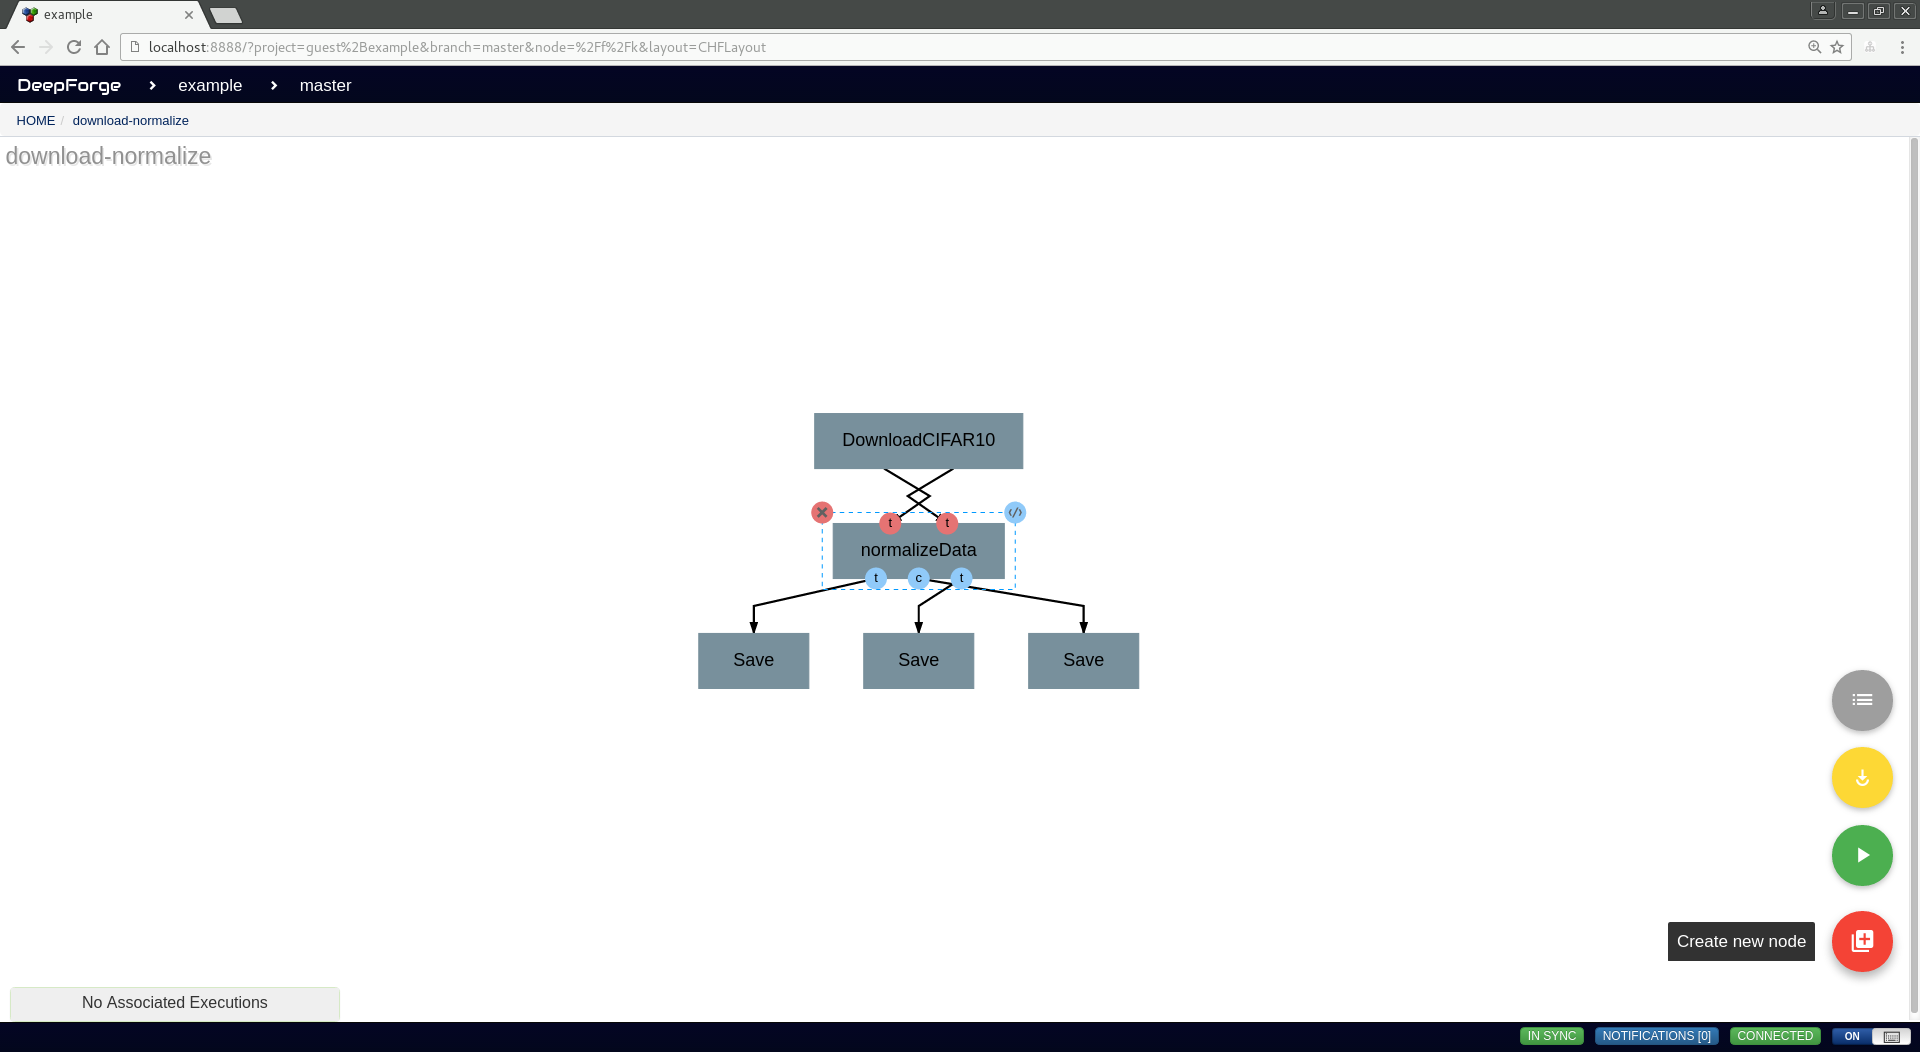 example
localhost:8888/?project=guest%2Bexample&branch=master&node=%2Ff%2Fk&layout=CHFLayout
DeepForge example master
HOME / download-normalize
download-normalize
DownloadCIFAR10
t t
normalizeData
t c t
Save Save Save
Create new node
No Associated Executions
IN SYNC NOTIFICATIONS [0] CONNECTED ON